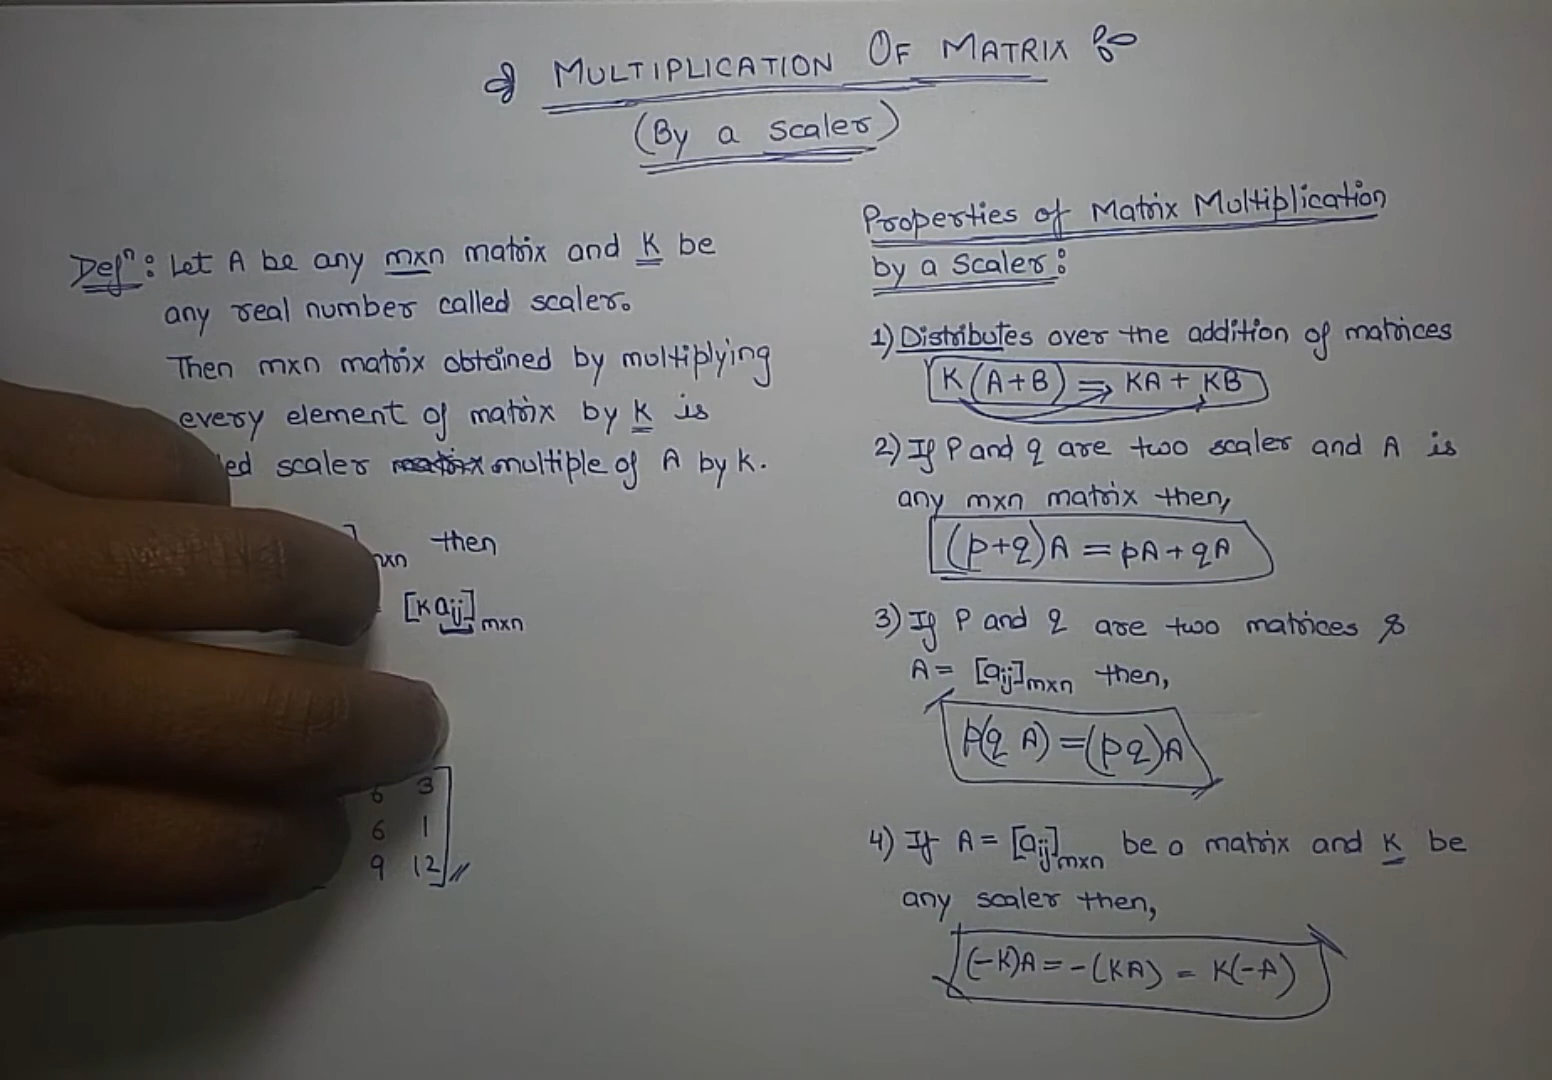 MULTIPLICATION OF MATRIX :-
(By a scaler)
Defⁿ: Let A be any mxn matrix and K be
any real number called scaler.
Then mxn matrix obtained by multiplying
every element of matrix by K is
ed scaler multiple of A by K.
]mxn then
[Kaij]mxn
6 3
6 1
9 12]
Properties of Matrix Multiplication
by a Scaler:
1) Distributes over the addition of matrices
K(A+B) ⇒ KA + KB
2) If P and q are two scaler and A is
any mxn matrix then,
(p+q)A = pA + qA
3) If P and q are two matrices &
A = [aij]mxn then,
p(q A) = (pq)A
4) If A = [aij]mxn be a matrix and K be
any scaler then,
(-K)A = -(KA) = K(-A)